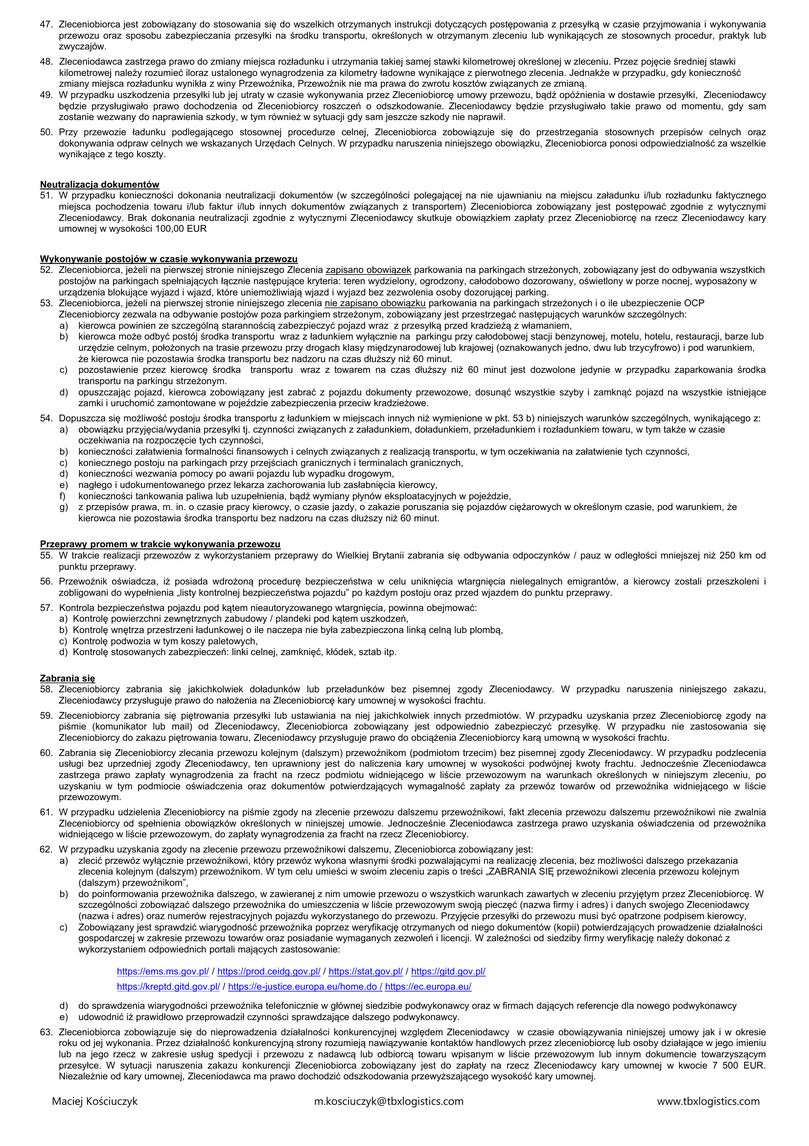 47. Zleceniobiorca jest zobowiązany do stosowania się do wszelkich otrzymanych instrukcji dotyczących postępowania z przesyłką w czasie przyjmowania i wykonywania
przewozu oraz sposobu zabezpieczania przesyłki na środku transportu, określonych w otrzymanym zleceniu lub wynikających ze stosownych procedur, praktyk lub
zwyczajów.
48. Zleceniodawca zastrzega prawo do zmiany miejsca rozładunku i utrzymania takiej samej stawki kilometrowej określonej w zleceniu. Przez pojęcie średniej stawki
kilometrowej należy rozumieć iloraz ustalonego wynagrodzenia za kilometry ładowne wynikające z pierwotnego zlecenia. Jednakże w przypadku, gdy konieczność
zmiany miejsca rozładunku wynikła z winy Przewoźnika, Przewoźnik nie ma prawa do zwrotu kosztów związanych ze zmianą.
49. W przypadku uszkodzenia przesyłki lub jej utraty w czasie wykonywania przez Zleceniobiorcę umowy przewozu, bądź opóźnienia w dostawie przesyłki, Zleceniodawcy
będzie przysługiwało prawo dochodzenia od Zleceniobiorcy roszczeń o odszkodowanie. Zleceniodawcy będzie przysługiwało takie prawo od momentu, gdy sam
zostanie wezwany do naprawienia szkody, w tym również w sytuacji gdy sam jeszcze szkody nie naprawił.
50. Przy przewozie ładunku podlegającego stosownej procedurze celnej, Zleceniobiorca zobowiązuje się do przestrzegania stosownych przepisów celnych oraz
dokonywania odpraw celnych we wskazanych Urzędach Celnych. W przypadku naruszenia niniejszego obowiązku, Zleceniobiorca ponosi odpowiedzialność za wszelkie
wynikające z tego koszty.
Neutralizacja dokumentów
51. W przypadku konieczności dokonania neutralizacji dokumentów (w szczególności polegającej na nie ujawnianiu na miejscu załadunku i/lub rozładunku faktycznego
miejsca pochodzenia towaru i/lub faktur i/lub innych dokumentów związanych z transportem) Zleceniobiorca zobowiązany jest postępować zgodnie z wytycznymi
Zleceniodawcy. Brak dokonania neutralizacji zgodnie z wytycznymi Zleceniodawcy skutkuje obowiązkiem zapłaty przez Zleceniobiorcę na rzecz Zleceniodawcy kary
umownej w wysokości 100,00 EUR
Wykonywanie postojów w czasie wykonywania przewozu
52. Zleceniobiorca, jeżeli na pierwszej stronie niniejszego Zlecenia zapisano obowiązek parkowania na parkingach strzeżonych, zobowiązany jest do odbywania wszystkich
postojów na parkingach spełniających łącznie następujące kryteria: teren wydzielony, ogrodzony, całodobowo dozorowany, oświetlony w porze nocnej, wyposażony w
urządzenia blokujące wyjazd i wjazd, które uniemożliwiają wjazd i wyjazd bez zezwolenia osoby dozorującej parking.
53. Zleceniobiorca, jeżeli na pierwszej stronie niniejszego zlecenia nie zapisano obowiązku parkowania na parkingach strzeżonych i o ile ubezpieczenie OCP
Zleceniobiorcy zezwala na odbywanie postojów poza parkingiem strzeżonym, zobowiązany jest przestrzegać następujących warunków szczególnych:
a) kierowca powinien ze szczególną starannością zabezpieczyć pojazd wraz z przesyłką przed kradzieżą z włamaniem,
b) kierowca może odbyć postój środka transportu wraz z ładunkiem wyłącznie na parkingu przy całodobowej stacji benzynowej, motelu, hotelu, restauracji, barze lub
urzędzie celnym, położonych na trasie przewozu przy drogach klasy międzynarodowej lub krajowej (oznakowanych jedno, dwu lub trzycyfrowo) i pod warunkiem,
że kierowca nie pozostawia środka transportu bez nadzoru na czas dłuższy niż 60 minut.
c) pozostawienie przez kierowcę środka transportu wraz z towarem na czas dłuższy niż 60 minut jest dozwolone jedynie w przypadku zaparkowania środka
transportu na parkingu strzeżonym.
d) opuszczając pojazd, kierowca zobowiązany jest zabrać z pojazdu dokumenty przewozowe, dosunąć wszystkie szyby i zamknąć pojazd na wszystkie istniejące
zamki i uruchomić zamontowane w pojeździe zabezpieczenia przeciw kradzieżowe.
54. Dopuszcza się możliwość postoju środka transportu z ładunkiem w miejscach innych niż wymienione w pkt. 53 b) niniejszych warunków szczególnych, wynikającego z:
a) obowiązku przyjęcia/wydania przesyłki tj. czynności związanych z załadunkiem, doładunkiem, przeładunkiem i rozładunkiem towaru, w tym także w czasie
oczekiwania na rozpoczęcie tych czynności,
b) konieczności załatwienia formalności finansowych i celnych związanych z realizacją transportu, w tym oczekiwania na załatwienie tych czynności,
c) koniecznego postoju na parkingach przy przejściach granicznych i terminalach granicznych,
d) konieczności wezwania pomocy po awarii pojazdu lub wypadku drogowym,
e) nagłego i udokumentowanego przez lekarza zachorowania lub zasłabnięcia kierowcy,
f) konieczności tankowania paliwa lub uzupełnienia, bądź wymiany płynów eksploatacyjnych w pojeździe,
g) z przepisów prawa, m. in. o czasie pracy kierowcy, o czasie jazdy, o zakazie poruszania się pojazdów ciężarowych w określonym czasie, pod warunkiem, że
kierowca nie pozostawia środka transportu bez nadzoru na czas dłuższy niż 60 minut.
Przeprawy promem w trakcie wykonywania przewozu
55. W trakcie realizacji przewozów z wykorzystaniem przeprawy do Wielkiej Brytanii zabrania się odbywania odpoczynków / pauz w odległości mniejszej niż 250 km od
punktu przeprawy.
56. Przewoźnik oświadcza, iż posiada wdrożoną procedurę bezpieczeństwa w celu uniknięcia wtargnięcia nielegalnych emigrantów, a kierowcy zostali przeszkoleni i
zobligowani do wypełnienia „listy kontrolnej bezpieczeństwa pojazdu” po każdym postoju oraz przed wjazdem do punktu przeprawy.
57. Kontrola bezpieczeństwa pojazdu pod kątem nieautoryzowanego wtargnięcia, powinna obejmować:
a) Kontrolę powierzchni zewnętrznych zabudowy / plandeki pod kątem uszkodzeń,
b) Kontrolę wnętrza przestrzeni ładunkowej o ile naczepa nie była zabezpieczona linką celną lub plombą,
c) Kontrolę podwozia w tym koszy paletowych,
d) Kontrolę stosowanych zabezpieczeń: linki celnej, zamknięć, kłódek, sztab itp.
Zabrania się
58. Zleceniobiorcy zabrania się jakichkolwiek doładunków lub przeładunków bez pisemnej zgody Zleceniodawcy. W przypadku naruszenia niniejszego zakazu,
Zleceniodawcy przysługuje prawo do nałożenia na Zleceniobiorcę kary umownej w wysokości frachtu.
59. Zleceniobiorcy zabrania się piętrowania przesyłki lub ustawiania na niej jakichkolwiek innych przedmiotów. W przypadku uzyskania przez Zleceniobiorcę zgody na
piśmie (komunikator lub mail) od Zleceniodawcy, Zleceniobiorca zobowiązany jest odpowiednio zabezpieczyć przesyłkę. W przypadku nie zastosowania się
Zleceniobiorcy do zakazu piętrowania towaru, Zleceniodawcy przysługuje prawo do obciążenia Zleceniobiorcy karą umowną w wysokości frachtu.
60. Zabrania się Zleceniobiorcy zlecania przewozu kolejnym (dalszym) przewoźnikom (podmiotom trzecim) bez pisemnej zgody Zleceniodawcy. W przypadku podzlecenia
usługi bez uprzedniej zgody Zleceniodawcy, ten uprawniony jest do naliczenia kary umownej w wysokości podwójnej kwoty frachtu. Jednocześnie Zleceniodawca
zastrzega prawo zapłaty wynagrodzenia za fracht na rzecz podmiotu widniejącego w liście przewozowym na warunkach określonych w niniejszym zleceniu, po
uzyskaniu w tym podmiocie oświadczenia oraz dokumentów potwierdzających wymagalność zapłaty za przewóz towarów od przewoźnika widniejącego w liście
przewozowym.
61. W przypadku udzielenia Zleceniobiorcy na piśmie zgody na zlecenie przewozu dalszemu przewoźnikowi, fakt zlecenia przewozu dalszemu przewoźnikowi nie zwalnia
Zleceniobiorcy od spełnienia obowiązków określonych w niniejszej umowie. Jednocześnie Zleceniodawca zastrzega prawo uzyskania oświadczenia od przewoźnika
widniejącego w liście przewozowym, do zapłaty wynagrodzenia za fracht na rzecz Zleceniobiorcy.
62. W przypadku uzyskania zgody na zlecenie przewozu przewoźnikowi dalszemu, Zleceniobiorca zobowiązany jest:
a) zlecić przewóz wyłącznie przewoźnikowi, który przewóz wykona własnymi środki pozwalającymi na realizację zlecenia, bez możliwości dalszego przekazania
zlecenia kolejnym (dalszym) przewoźnikom. W tym celu umieści w swoim zleceniu zapis o treści „ZABRANIA SIĘ przewoźnikowi zlecenia przewozu kolejnym
(dalszym) przewoźnikom”,
b) do poinformowania przewoźnika dalszego, w zawieranej z nim umowie przewozu o wszystkich warunkach zawartych w zleceniu przyjętym przez Zleceniobiorcę. W
szczególności zobowiązać dalszego przewoźnika do umieszczenia w liście przewozowym swoją pieczęć (nazwa firmy i adres) i danych swojego Zleceniodawcy
(nazwa i adres) oraz numerów rejestracyjnych pojazdu wykorzystanego do przewozu. Przyjęcie przesyłki do przewozu musi być opatrzone podpisem kierowcy,
c) Zobowiązany jest sprawdzić wiarygodność przewoźnika poprzez weryfikację otrzymanych od niego dokumentów (kopii) potwierdzających prowadzenie działalności
gospodarczej w zakresie przewozu towarów oraz posiadanie wymaganych zezwoleń i licencji. W zależności od siedziby firmy weryfikację należy dokonać z
wykorzystaniem odpowiednich portali mających zastosowanie:
https://ems.ms.gov.pl/ / https://prod.ceidg.gov.pl/ / https://stat.gov.pl/ / https://gitd.gov.pl/
https://kreptd.gitd.gov.pl/ / https://e-justice.europa.eu/home.do / https://ec.europa.eu/
d) do sprawdzenia wiarygodności przewoźnika telefonicznie w głównej siedzibie podwykonawcy oraz w firmach dających referencje dla nowego podwykonawcy
e) udowodnić iż prawidłowo przeprowadził czynności sprawdzające dalszego podwykonawcy.
63. Zleceniobiorca zobowiązuje się do nieprowadzenia działalności konkurencyjnej względem Zleceniodawcy w czasie obowiązywania niniejszej umowy jak i w okresie
roku od jej wykonania. Przez działalność konkurencyjną strony rozumieją nawiązywanie kontaktów handlowych przez zleceniobiorcę lub osoby działające w jego imieniu
lub na jego rzecz w zakresie usług spedycji i przewozu z nadawcą lub odbiorcą towaru wpisanym w liście przewozowym lub innym dokumencie towarzyszącym
przesyłce. W sytuacji naruszenia zakazu konkurencji Zleceniobiorca zobowiązany jest do zapłaty na rzecz Zleceniodawcy kary umownej w kwocie 7 500 EUR.
Niezależnie od kary umownej, Zleceniodawca ma prawo dochodzić odszkodowania przewyższającego wysokość kary umownej.
Maciej Kościuczyk m.kosciuczyk@tbxlogistics.com www.tbxlogistics.com